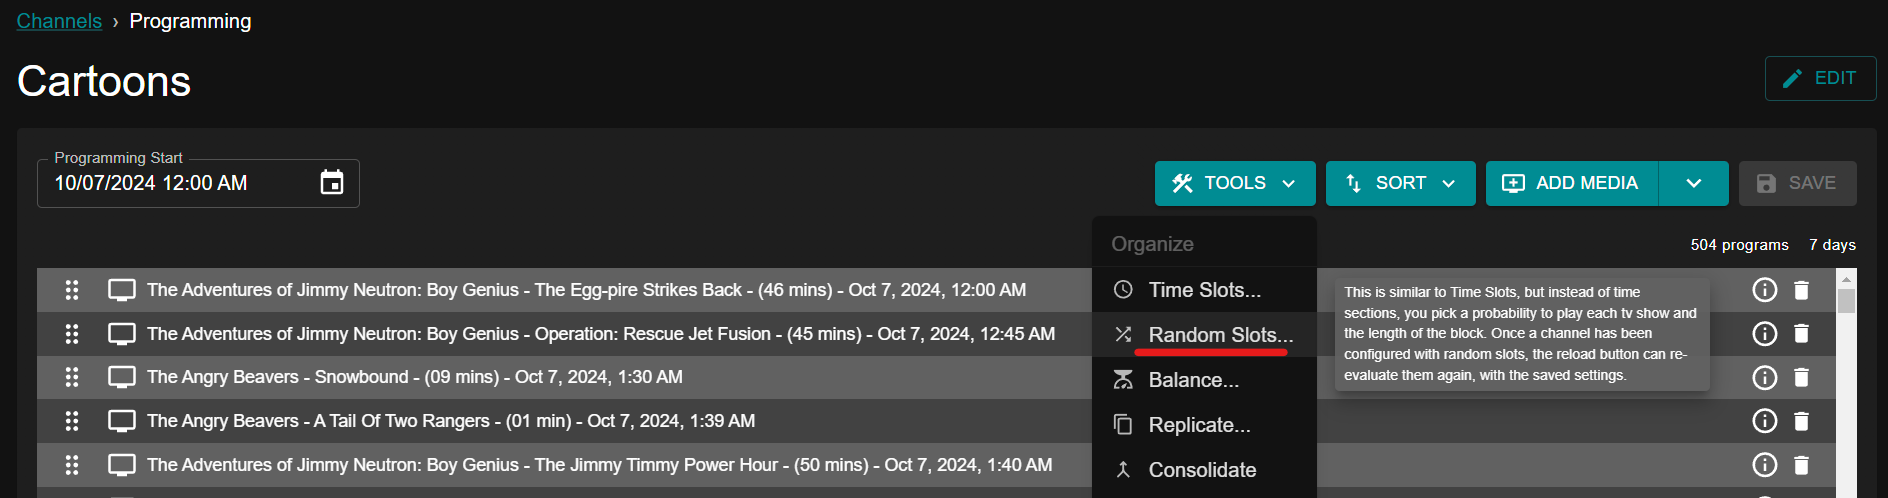 Channels › Programming
Cartoons
EDIT
Programming Start
10/07/2024 12:00 AM
TOOLS
SORT
ADD MEDIA
SAVE
504 programs 7 days
Organize
Time Slots...
Random Slots...
Balance...
Replicate...
Consolidate
This is similar to Time Slots, but instead of time
sections, you pick a probability to play each tv show and
the length of the block. Once a channel has been
configured with random slots, the reload button can re-
evaluate them again, with the saved settings.
The Adventures of Jimmy Neutron: Boy Genius - The Egg-pire Strikes Back - (46 mins) - Oct 7, 2024, 12:00 AM
The Adventures of Jimmy Neutron: Boy Genius - Operation: Rescue Jet Fusion - (45 mins) - Oct 7, 2024, 12:45 AM
The Angry Beavers - Snowbound - (09 mins) - Oct 7, 2024, 1:30 AM
The Angry Beavers - A Tail Of Two Rangers - (01 min) - Oct 7, 2024, 1:39 AM
The Adventures of Jimmy Neutron: Boy Genius - The Jimmy Timmy Power Hour - (50 mins) - Oct 7, 2024, 1:40 AM